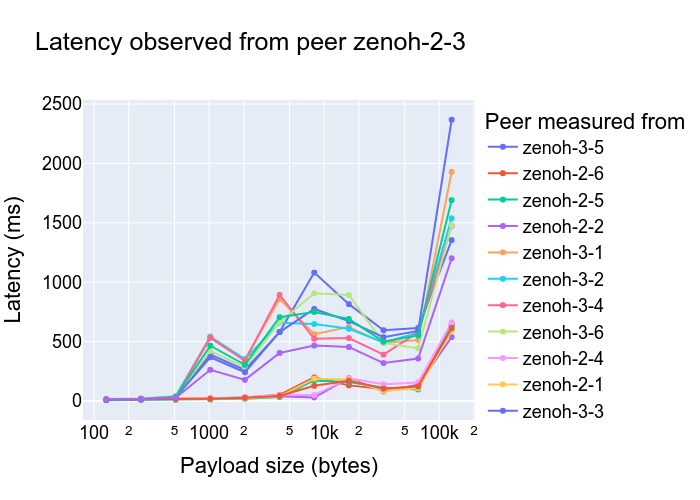 Latency observed from peer zenoh-2-3
Peer measured from
zenoh-3-5
zenoh-2-6
zenoh-2-5
zenoh-2-2
zenoh-3-1
zenoh-3-2
zenoh-3-4
zenoh-3-6
zenoh-2-4
zenoh-2-1
zenoh-3-3
Latency (ms)
2500
2000
1500
1000
500
0
100 2 5 1000 2 5 10k 2 5 100k 2
Payload size (bytes)